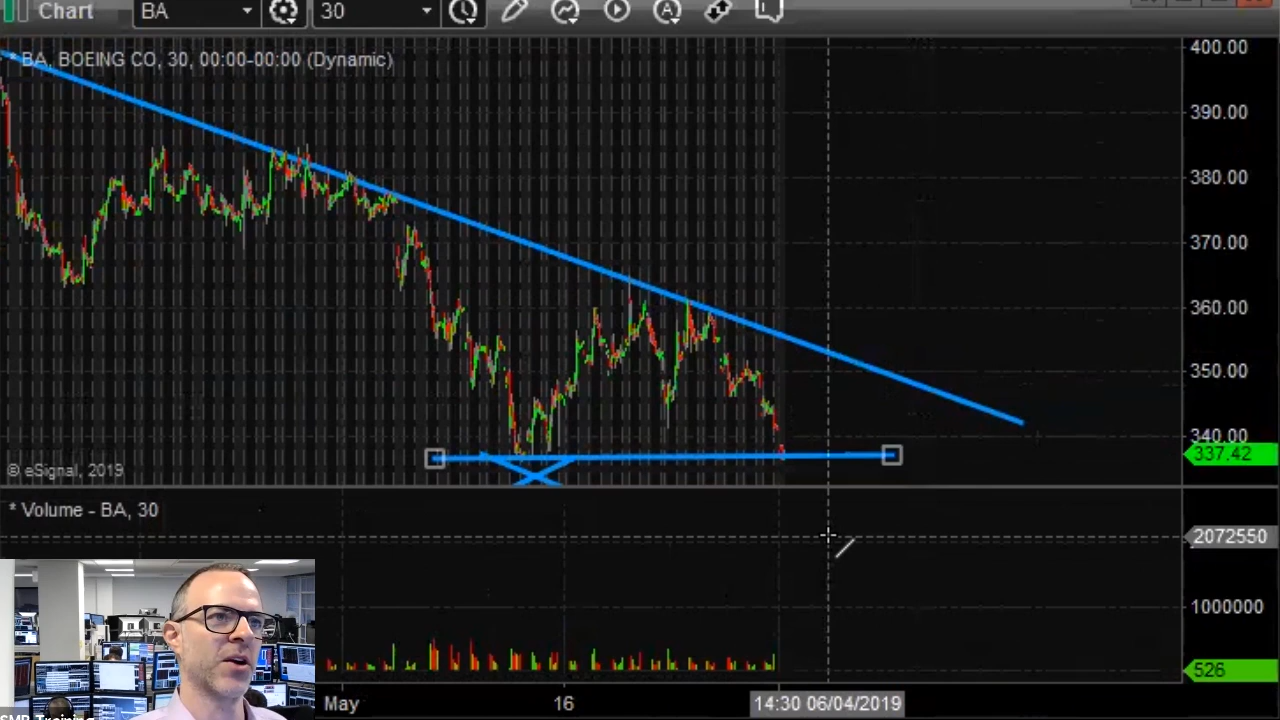 Chart BA 30
* BA, BOEING CO, 30, 00:00-00:00 (Dynamic)
400.00
390.00
380.00
370.00
360.00
350.00
340.00
337.42
© eSignal, 2019
* Volume - BA, 30
2072550
1000000
526
May 16 14:30 06/04/2019
SMB Training